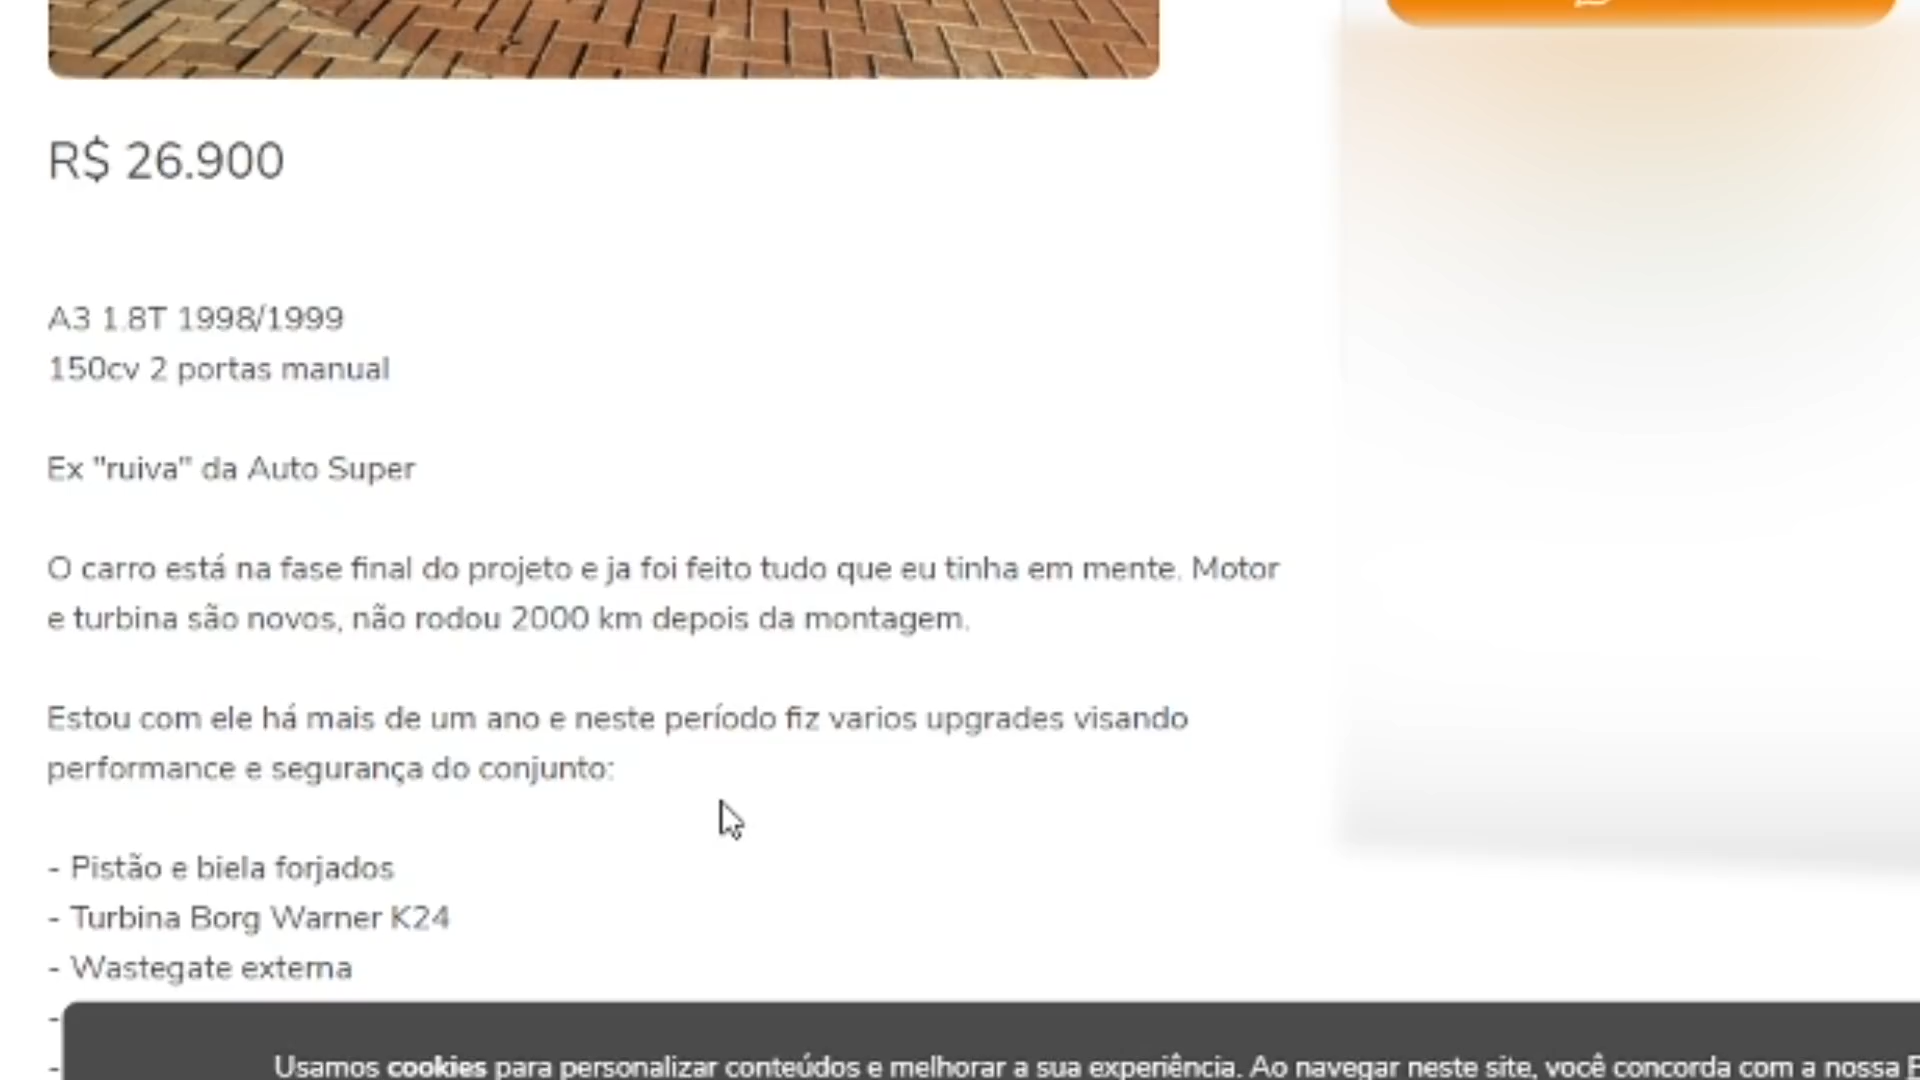 R$ 26.900
A3 1.8T 1998/1999
150cv 2 portas manual
Ex "ruiva" da Auto Super
O carro está na fase final do projeto e ja foi feito tudo que eu tinha em mente. Motor
e turbina são novos, não rodou 2000 km depois da montagem.
Estou com ele há mais de um ano e neste período fiz varios upgrades visando
performance e segurança do conjunto:
- Pistão e biela forjados
- Turbina Borg Warner K24
- Wastegate externa
-
-
Usamos cookies para personalizar conteúdos e melhorar a sua experiência. Ao navegar neste site, você concorda com a nossa